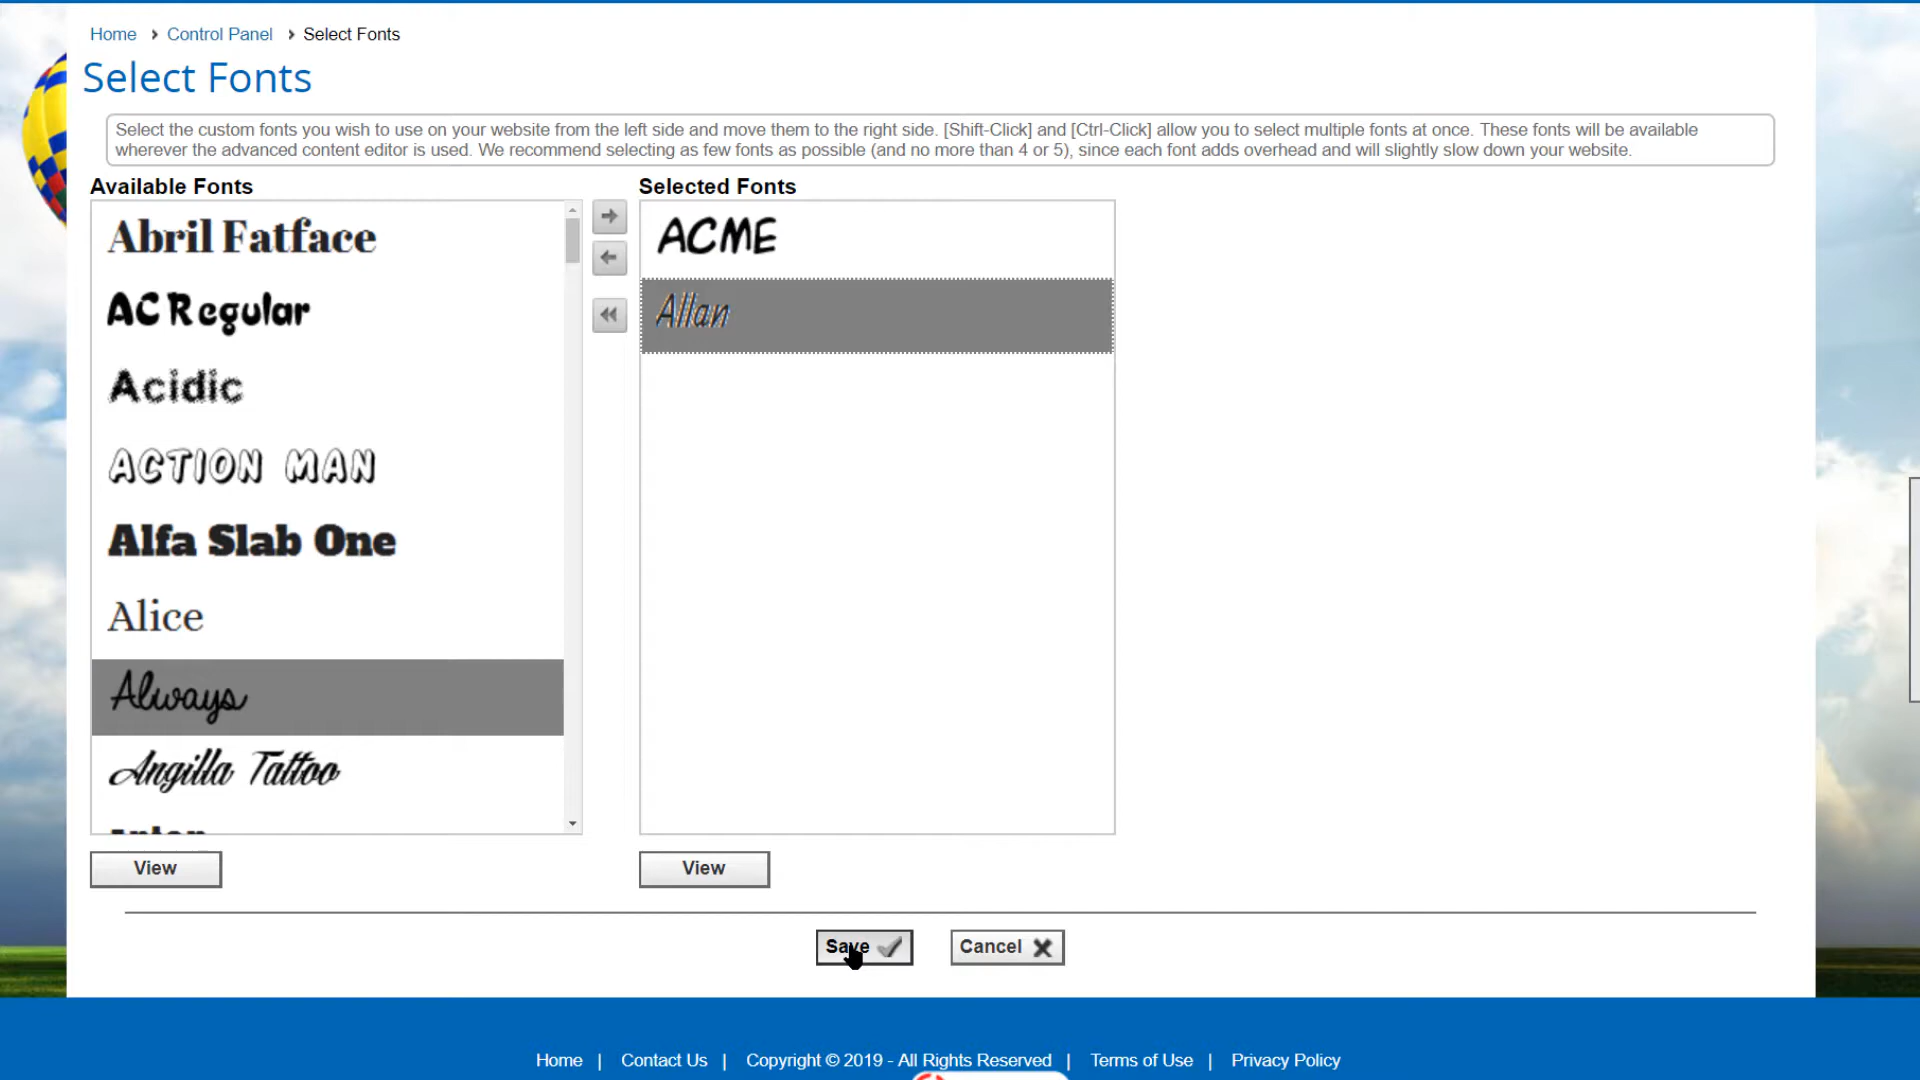 Home › Control Panel › Select Fonts
Select Fonts
Select the custom fonts you wish to use on your website from the left side and move them to the right side. [Shift-Click] and [Ctrl-Click] allow you to select multiple fonts at once. These fonts will be available
wherever the advanced content editor is used. We recommend selecting as few fonts as possible (and no more than 4 or 5), since each font adds overhead and will slightly slow down your website.
Available Fonts
Abril Fatface
AC Regular
Acidic
ACTION MAN
Alfa Slab One
Alice
Always
Angilla Tattoo
View
Selected Fonts
ACME
Allan
View
Save
Cancel
Home | Contact Us | Copyright © 2019 - All Rights Reserved | Terms of Use | Privacy Policy